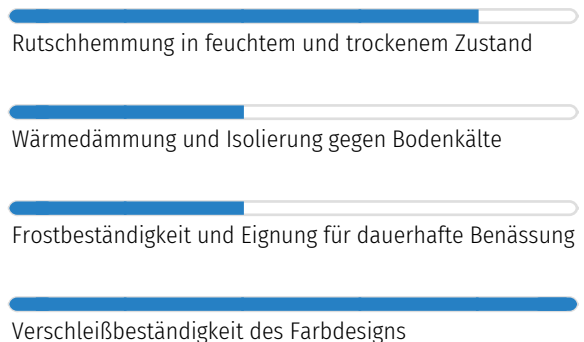 Rutschhemmung in feuchtem und trockenem Zustand
Wärmedämmung und Isolierung gegen Bodenkälte
Frostbeständigkeit und Eignung für dauerhafte Benässung
Verschleißbeständigkeit des Farbdesigns